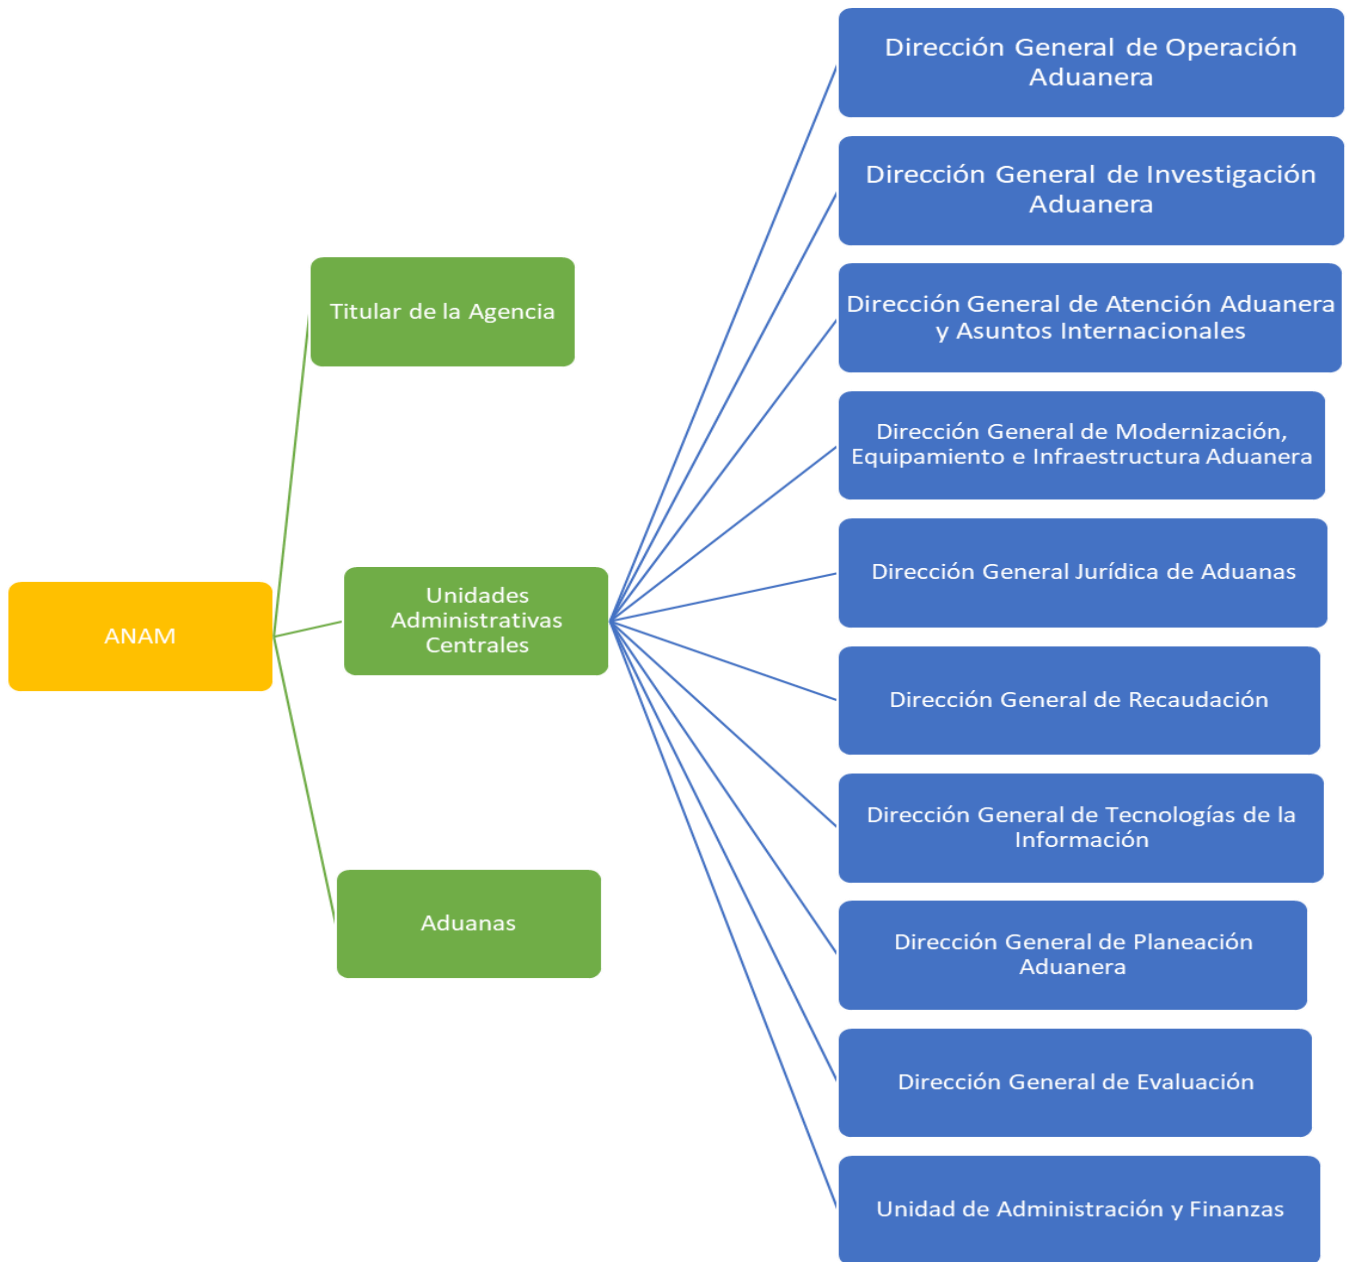 ANAM
Titular de la Agencia
Unidades
Administrativas
Centrales
Aduanas
Dirección General de Operación
Aduanera
Dirección General de Investigación
Aduanera
Dirección General de Atención Aduanera
y Asuntos Internacionales
Dirección General de Modernización,
Equipamiento e Infraestructura Aduanera
Dirección General Jurídica de Aduanas
Dirección General de Recaudación
Dirección General de Tecnologías de la
Información
Dirección General de Planeación
Aduanera
Dirección General de Evaluación
Unidad de Administración y Finanzas